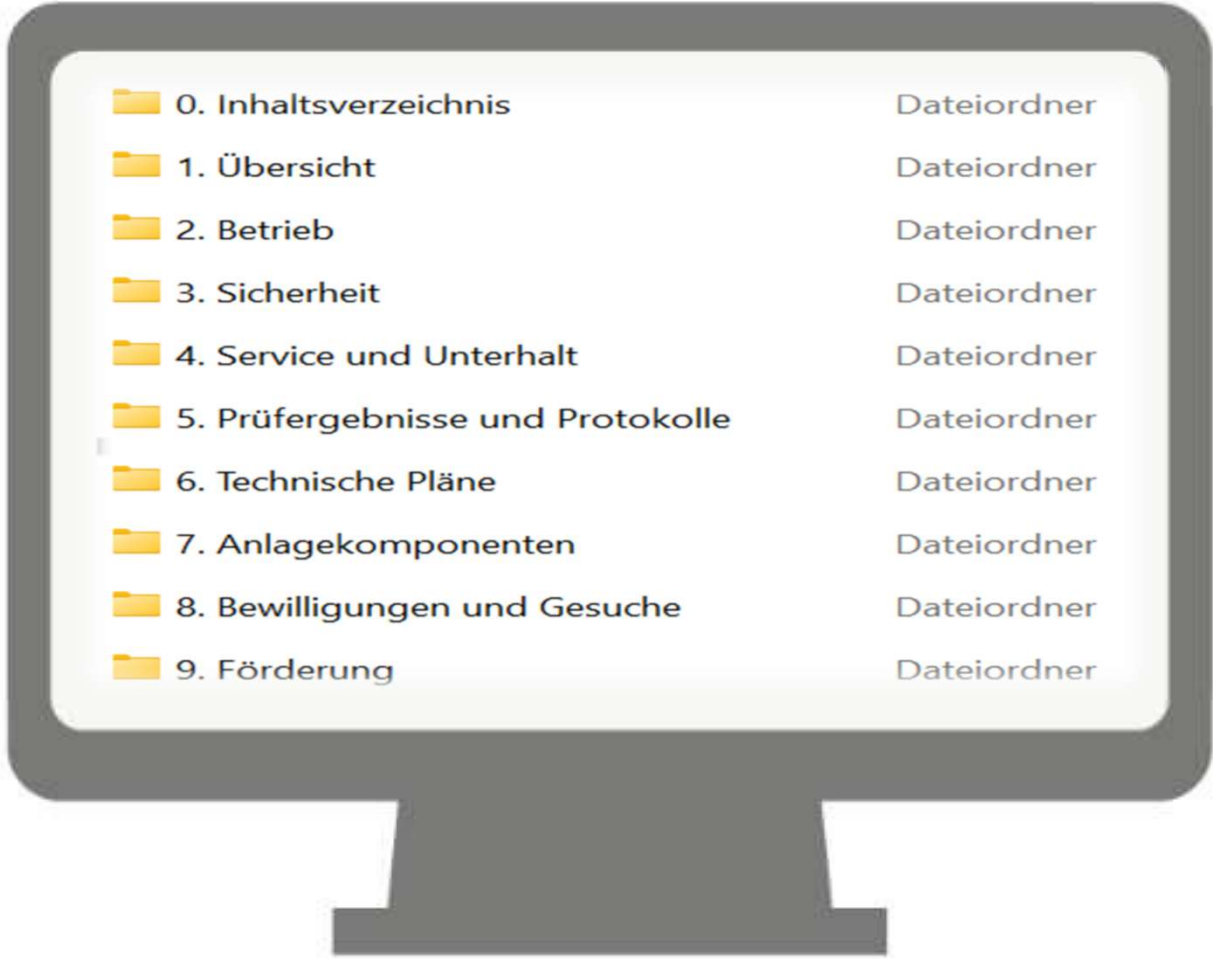 0. Inhaltsverzeichnis Dateiordner
1. Übersicht Dateiordner
2. Betrieb Dateiordner
3. Sicherheit Dateiordner
4. Service und Unterhalt Dateiordner
5. Prüfergebnisse und Protokolle Dateiordner
6. Technische Pläne Dateiordner
7. Anlagekomponenten Dateiordner
8. Bewilligungen und Gesuche Dateiordner
9. Förderung Dateiordner